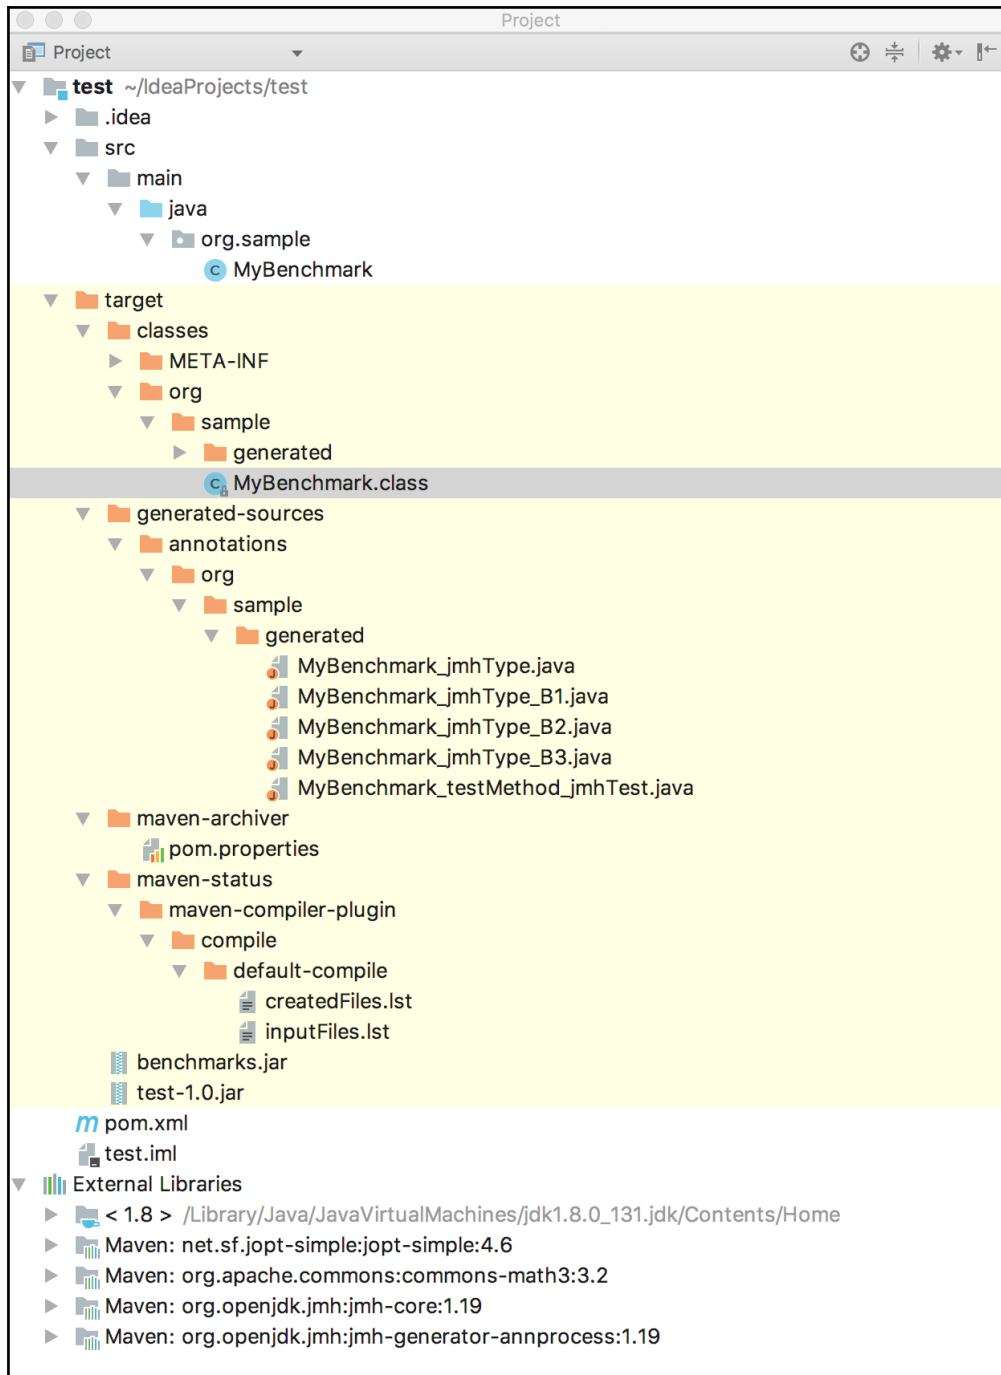 Project
Project
test ~/IdeaProjects/test
.idea
src
main
java
org.sample
MyBenchmark
target
classes
META-INF
org
sample
generated
MyBenchmark.class
generated-sources
annotations
org
sample
generated
MyBenchmark_jmhType.java
MyBenchmark_jmhType_B1.java
MyBenchmark_jmhType_B2.java
MyBenchmark_jmhType_B3.java
MyBenchmark_testMethod_jmhTest.java
maven-archiver
pom.properties
maven-status
maven-compiler-plugin
compile
default-compile
createdFiles.lst
inputFiles.lst
benchmarks.jar
test-1.0.jar
pom.xml
test.iml
External Libraries
< 1.8 > /Library/Java/JavaVirtualMachines/jdk1.8.0_131.jdk/Contents/Home
Maven: net.sf.jopt-simple:jopt-simple:4.6
Maven: org.apache.commons:commons-math3:3.2
Maven: org.openjdk.jmh:jmh-core:1.19
Maven: org.openjdk.jmh:jmh-generator-annprocess:1.19